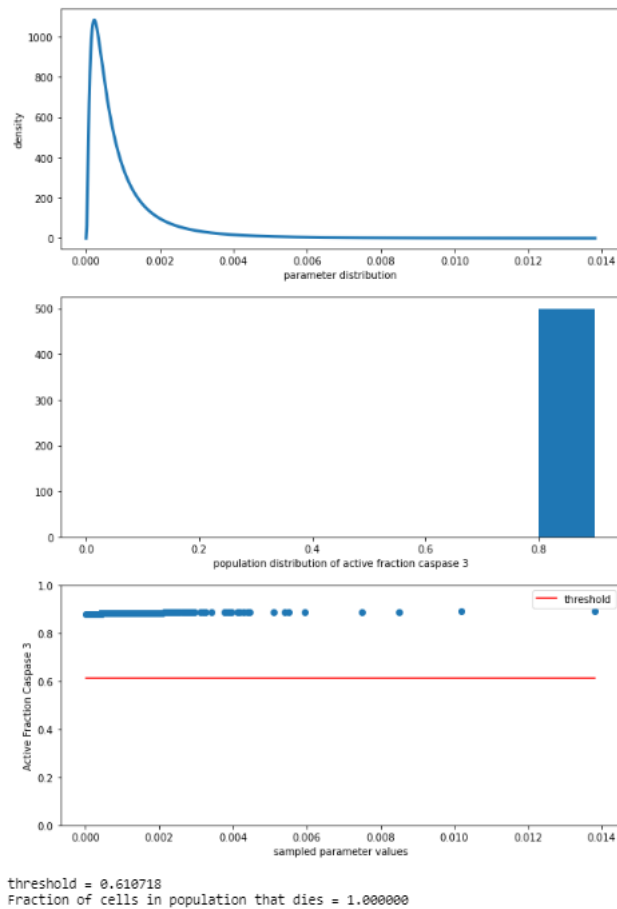 1000
800
600
400
200
0
density
0.000 0.002 0.004 0.006 0.008 0.010 0.012 0.014
parameter distribution
500
400
300
200
100
0
0.0 0.2 0.4 0.6 0.8
population distribution of active fraction caspase 3
1.0
0.8
0.6
0.4
0.2
0.0
Active Fraction Caspase 3
threshold
0.000 0.002 0.004 0.006 0.008 0.010 0.012 0.014
sampled parameter values
threshold = 0.610718
Fraction of cells in population that dies = 1.000000